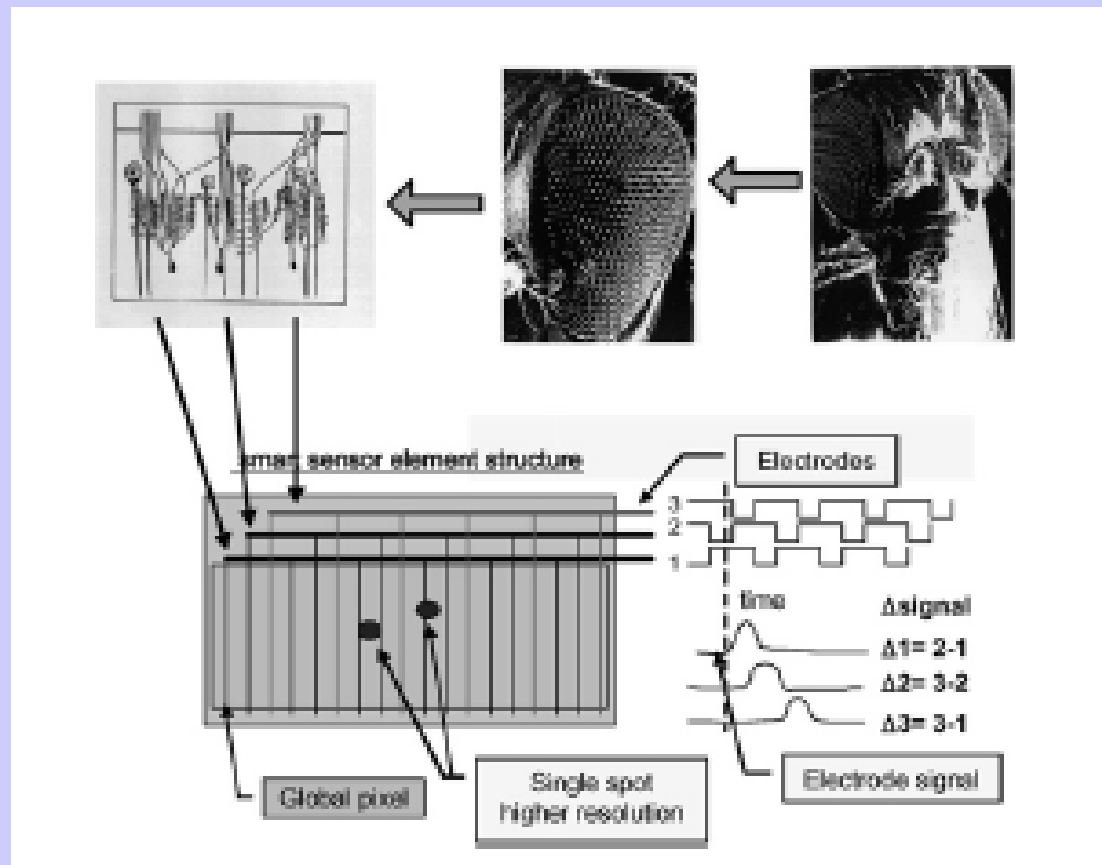 smart sensor element structure
Electrodes
3
2
1
time
Δsignal
Δ1= 2-1
Δ2= 3-2
Δ3= 3-1
Global pixel
Single spot
higher resolution
Electrode signal